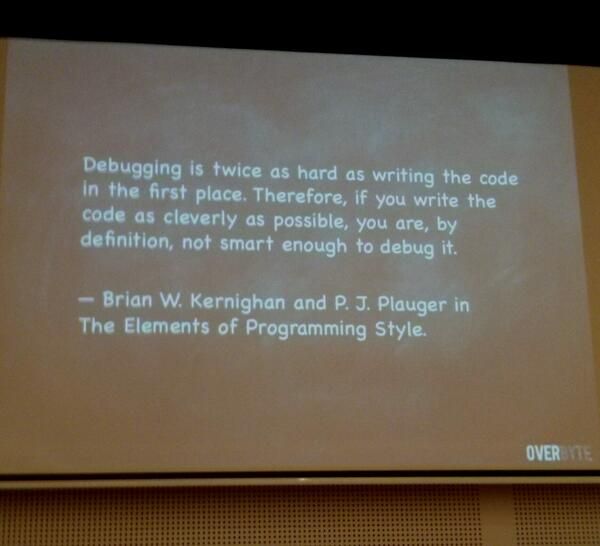 Debugging is twice as hard as writing the code
in the first place. Therefore, if you write the
code as cleverly as possible, you are, by
definition, not smart enough to debug it.
— Brian W. Kernighan and P. J. Plauger in
The Elements of Programming Style.
OVERBYTE